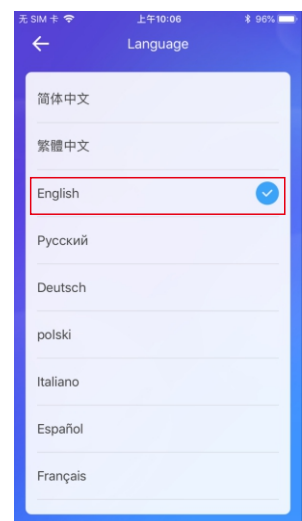 无 SIM 卡 上午10:06 96%
Language
简体中文
繁體中文
English
Русский
Deutsch
polski
Italiano
Español
Français